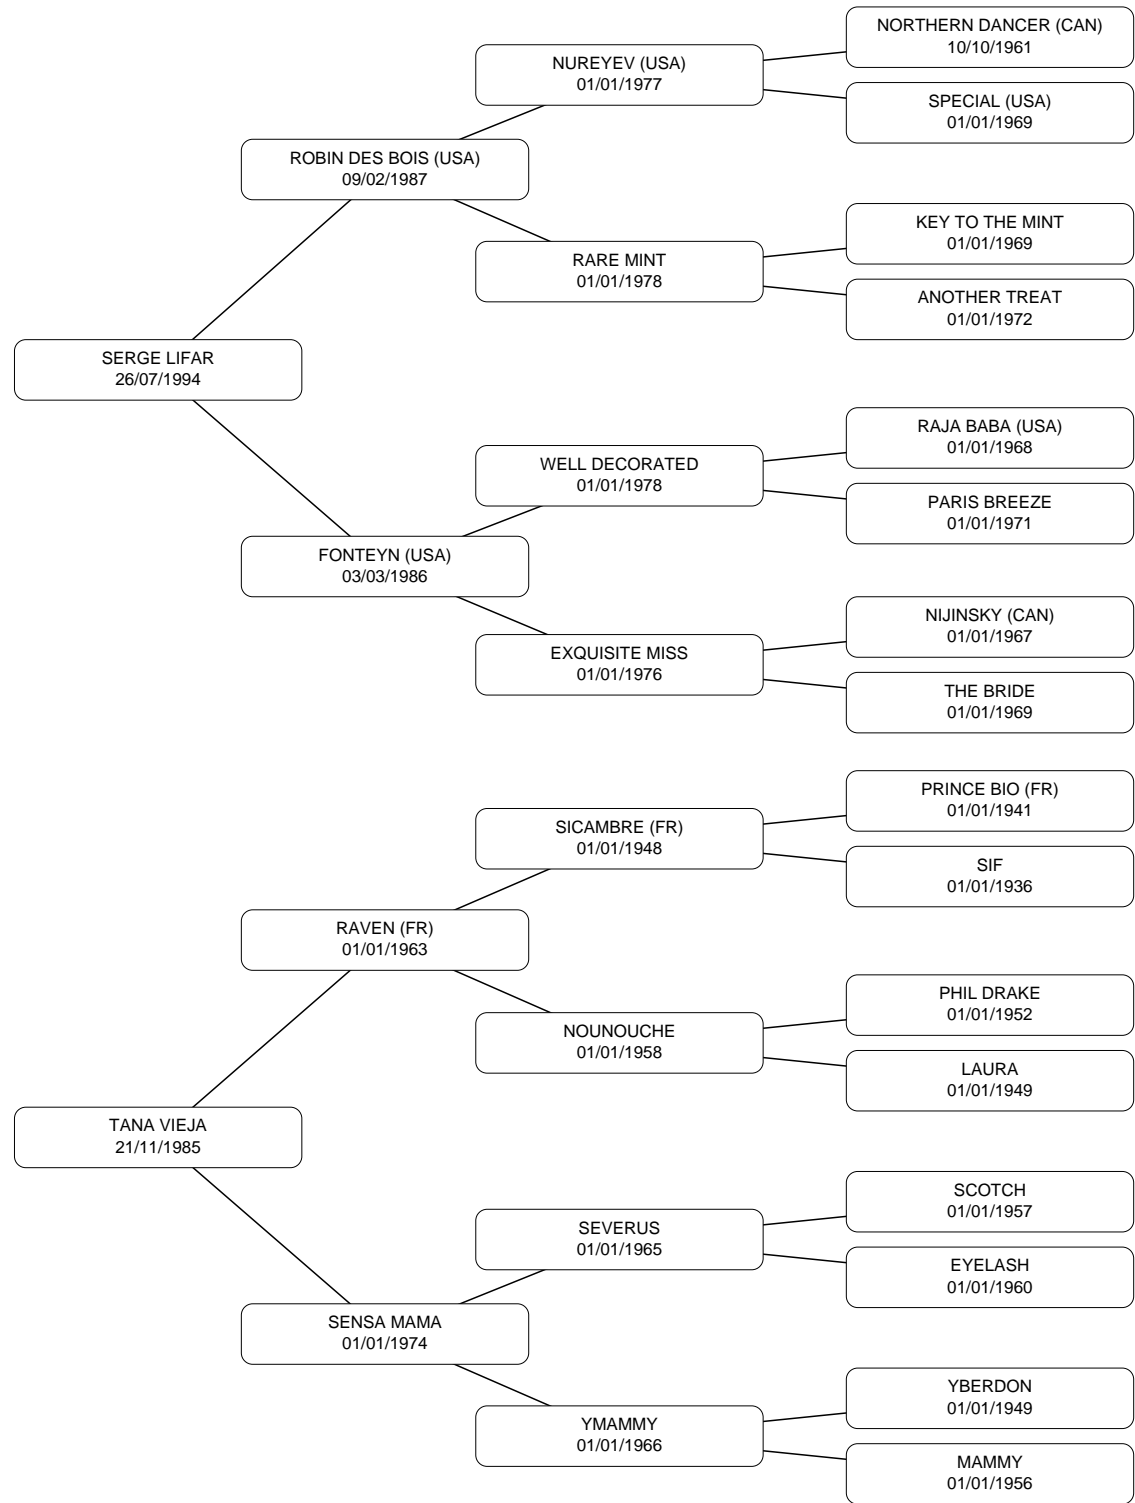 NORTHERN DANCER (CAN)
10/10/1961
NUREYEV (USA)
01/01/1977
SPECIAL (USA)
01/01/1969
ROBIN DES BOIS (USA)
09/02/1987
KEY TO THE MINT
01/01/1969
RARE MINT
01/01/1978
ANOTHER TREAT
01/01/1972
SERGE LIFAR
26/07/1994
RAJA BABA (USA)
01/01/1968
WELL DECORATED
01/01/1978
PARIS BREEZE
01/01/1971
FONTEYN (USA)
03/03/1986
NIJINSKY (CAN)
01/01/1967
EXQUISITE MISS
01/01/1976
THE BRIDE
01/01/1969
PRINCE BIO (FR)
01/01/1941
SICAMBRE (FR)
01/01/1948
SIF
01/01/1936
RAVEN (FR)
01/01/1963
PHIL DRAKE
01/01/1952
NOUNOUCHE
01/01/1958
LAURA
01/01/1949
TANA VIEJA
21/11/1985
SCOTCH
01/01/1957
SEVERUS
01/01/1965
EYELASH
01/01/1960
SENSA MAMA
01/01/1974
YBERDON
01/01/1949
YMAMMY
01/01/1966
MAMMY
01/01/1956